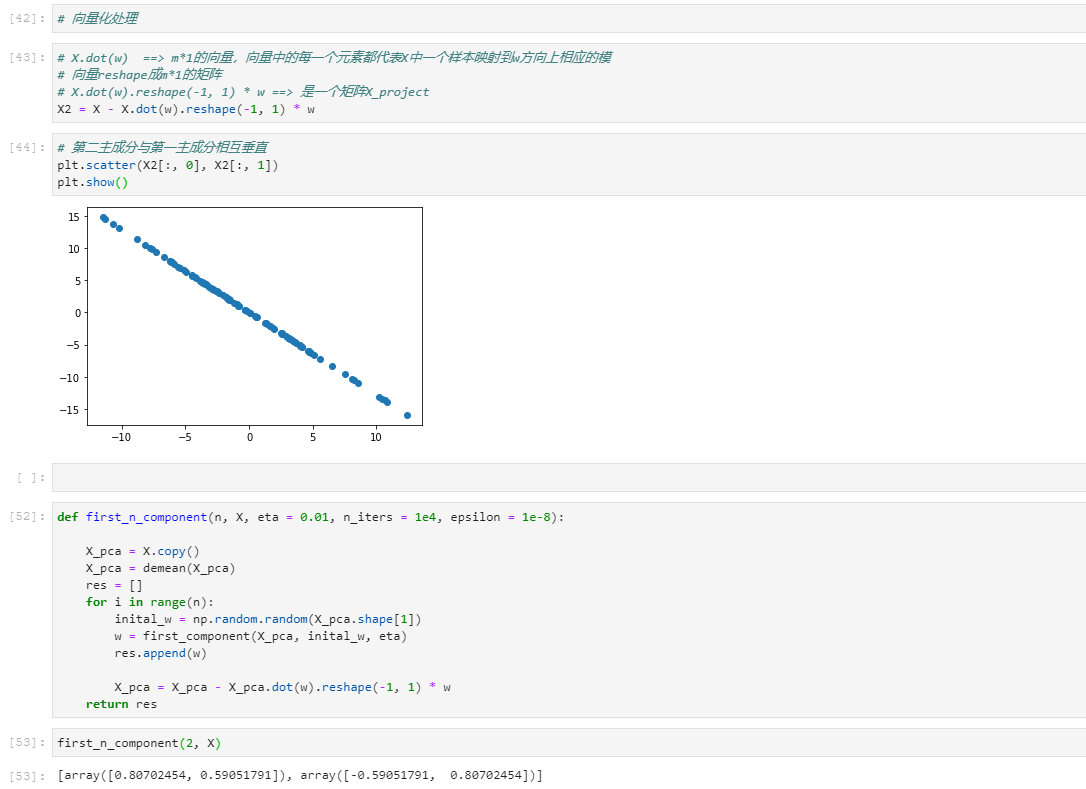 [42]: # 向量化处理
[43]: # X.dot(w)  ==> m*1的向量，向量中的每一个元素都代表X中一个样本映射到w方向上相应的模
# 向量reshape成m*1的矩阵
# X.dot(w).reshape(-1, 1) * w ==> 是一个矩阵X_project
X2 = X - X.dot(w).reshape(-1, 1) * w
[44]: # 第二主成分与第一主成分相互垂直
plt.scatter(X2[:, 0], X2[:, 1])
plt.show()
15
10
5
0
−5
−10
−15
−10 −5 0 5 10
[ ]:
[52]: def first_n_component(n, X, eta = 0.01, n_iters = 1e4, epsilon = 1e-8):
    X_pca = X.copy()
    X_pca = demean(X_pca)
    res = []
    for i in range(n):
        inital_w = np.random.random(X_pca.shape[1])
        w = first_component(X_pca, inital_w, eta)
        res.append(w)
        X_pca = X_pca - X_pca.dot(w).reshape(-1, 1) * w
    return res
[53]: first_n_component(2, X)
[53]: [array([0.80702454, 0.59051791]), array([-0.59051791,  0.80702454])]